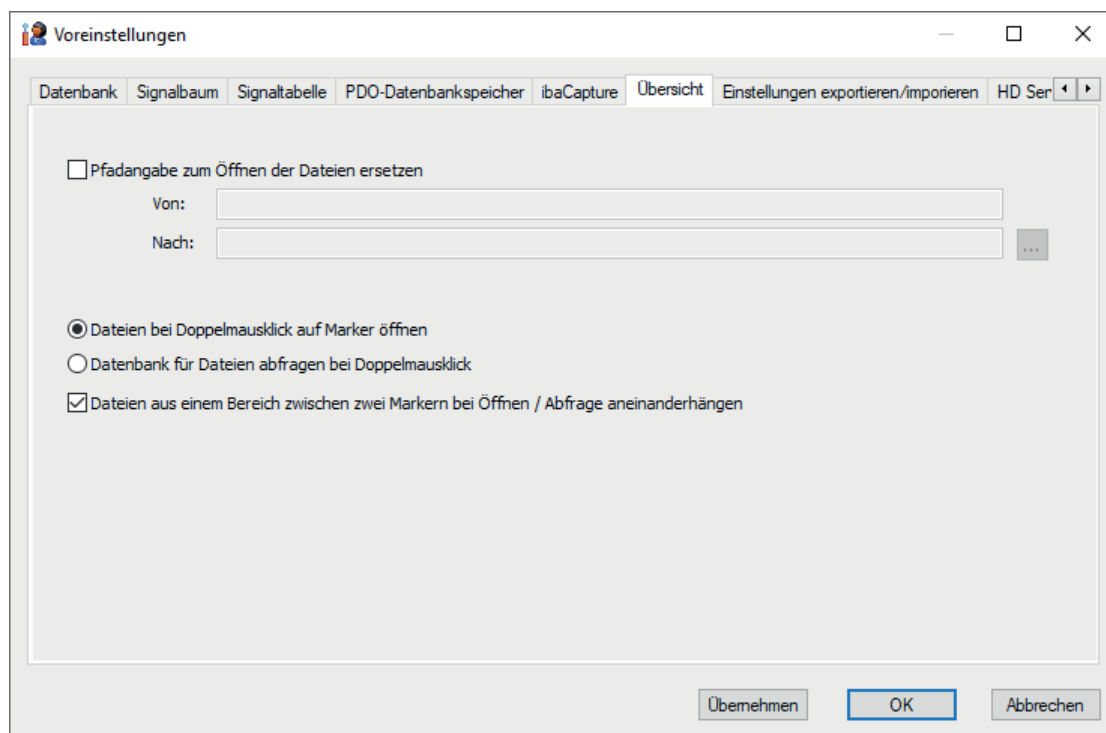 Voreinstellungen
Datenbank Signalbaum Signaltabelle PDO-Datenbankspeicher ibaCapture Übersicht Einstellungen exportieren/imporieren HD Ser
Pfadangabe zum Öffnen der Dateien ersetzen
Von:
Nach:
...
Dateien bei Doppelmausklick auf Marker öffnen
Datenbank für Dateien abfragen bei Doppelmausklick
Dateien aus einem Bereich zwischen zwei Markern bei Öffnen / Abfrage aneinanderhängen
Übernehmen OK Abbrechen